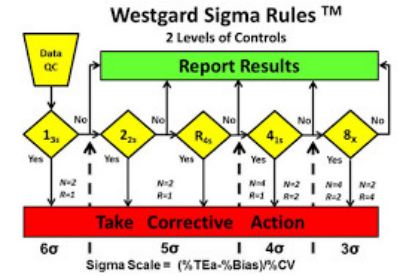 Westgard Sigma Rules TM
2 Levels of Controls
Data
QC
Report Results
No
No
No
No
No
1₃ₛ
2₂ₛ
R₄ₛ
4₁ₛ
8ₓ
Yes
Yes
Yes
Yes
Yes
N=2
R=1
N=2
R=1
N=4
R=1
N=2
R=2
N=4
R=2
N=2
R=4
Take Corrective Action
6σ
5σ
4σ
3σ
Sigma Scale = (%TEa-%Bias)/%CV